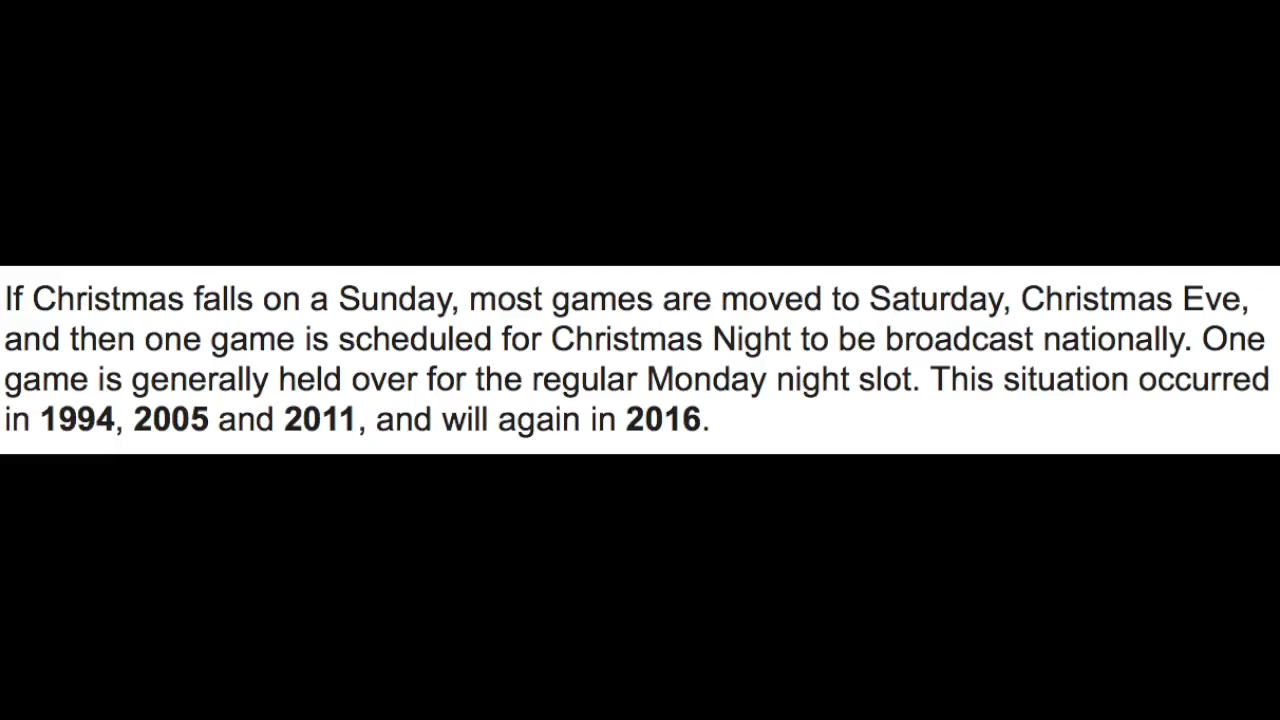 If Christmas falls on a Sunday, most games are moved to Saturday, Christmas Eve,
and then one game is scheduled for Christmas Night to be broadcast nationally. One
game is generally held over for the regular Monday night slot. This situation occurred
in 1994, 2005 and 2011, and will again in 2016.